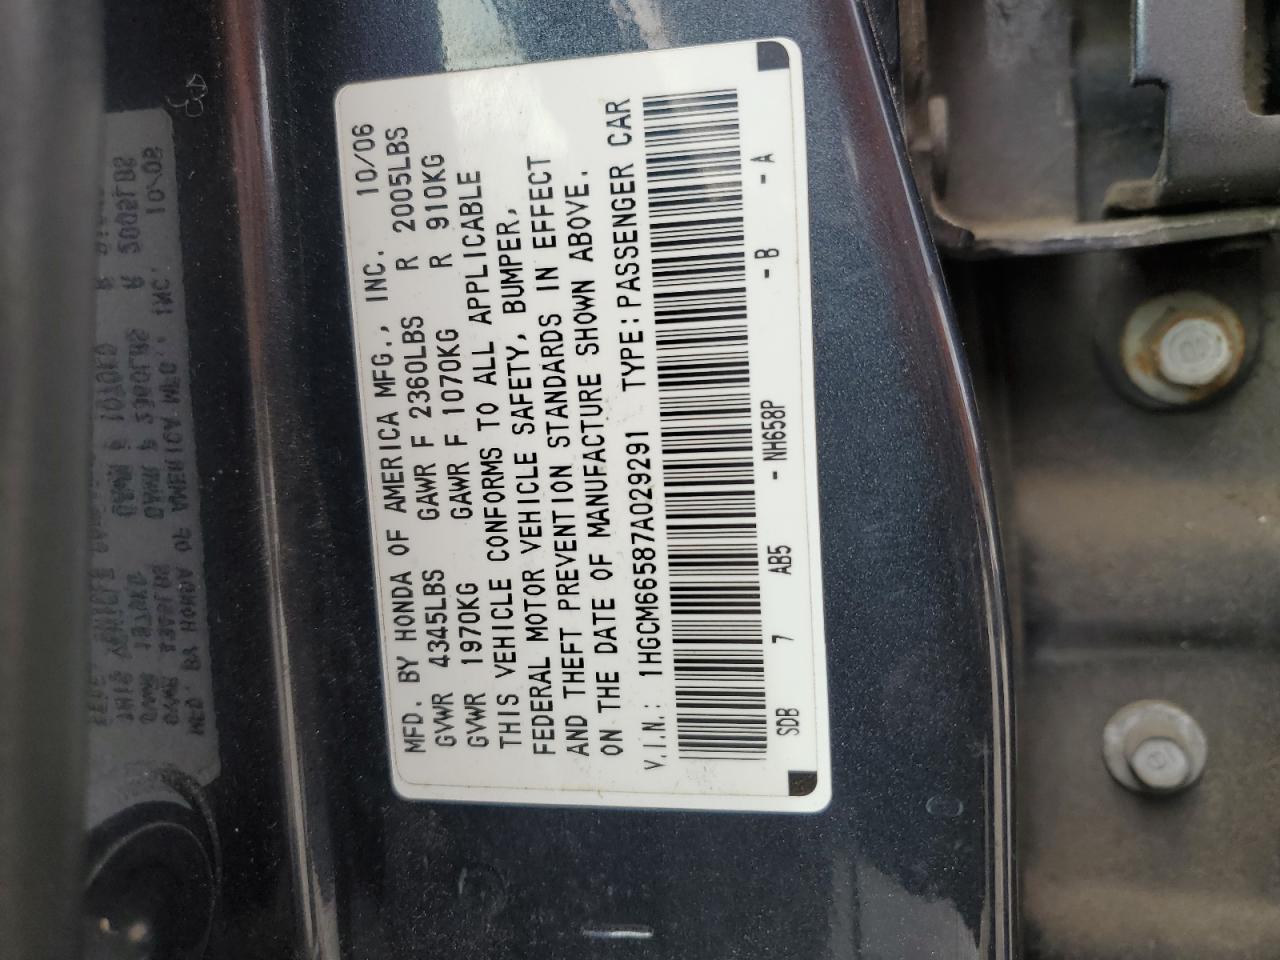 MFD. BY HONDA OF AMERICA MFG., INC. 10/06
GVWR 4345LBS GAWR F 2360LBS R 2005LBS
GVWR 1970KG GAWR F 1070KG R 910KG
THIS VEHICLE CONFORMS TO ALL APPLICABLE
FEDERAL MOTOR VEHICLE SAFETY, BUMPER,
AND THEFT PREVENTION STANDARDS IN EFFECT
ON THE DATE OF MANUFACTURE SHOWN ABOVE.
V.I.N.: 1HGCM66587A029291 TYPE: PASSENGER CAR
SDB 7 AB5 - NH658P - B - A